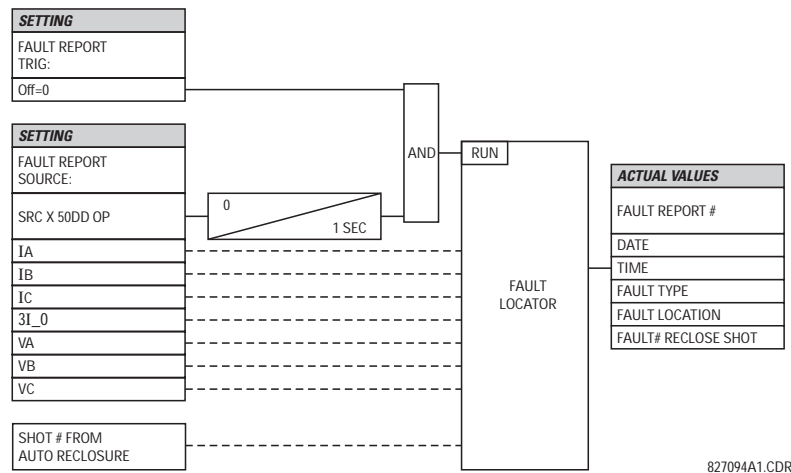 SETTING
FAULT REPORT
TRIG:
Off=0
SETTING
FAULT REPORT
SOURCE:
SRC X 50DD OP
IA
IB
IC
3I_0
VA
VB
VC
SHOT # FROM
AUTO RECLOSURE
0
1 SEC
AND
RUN
FAULT
LOCATOR
ACTUAL VALUES
FAULT REPORT #
DATE
TIME
FAULT TYPE
FAULT LOCATION
FAULT# RECLOSE SHOT
827094A1.CDR